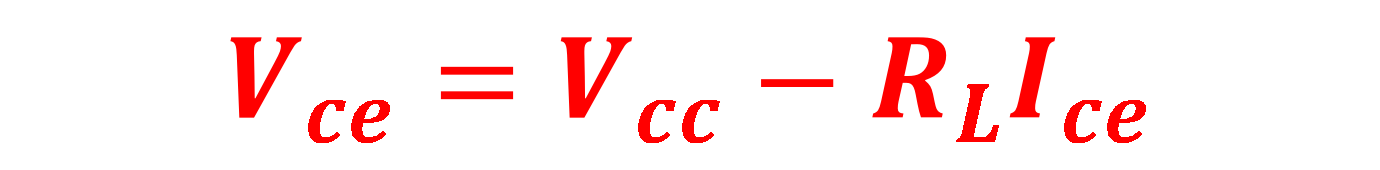 V_ce = V_cc − R_L I_ce